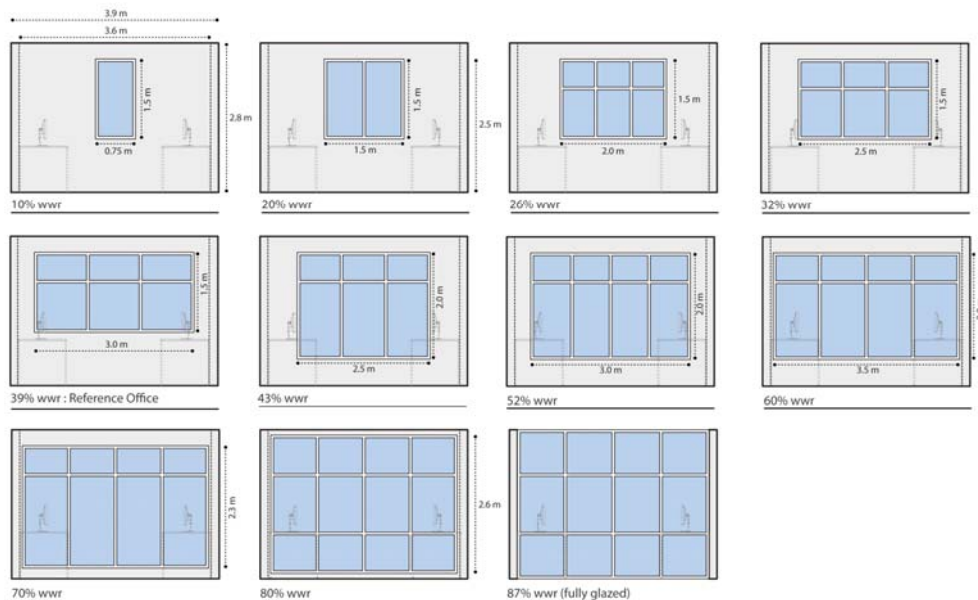 3.9 m
3.6 m
1.5 m
0.75 m
2.8 m
10% wwr
1.5 m
1.5 m
2.5 m
20% wwr
1.5 m
2.0 m
26% wwr
1.5 m
2.5 m
32% wwr
1.5 m
3.0 m
39% wwr : Reference Office
2.0 m
2.5 m
43% wwr
2.0 m
3.0 m
52% wwr
3.5 m
60% wwr
2.3 m
70% wwr
2.6 m
80% wwr
87% wwr (fully glazed)